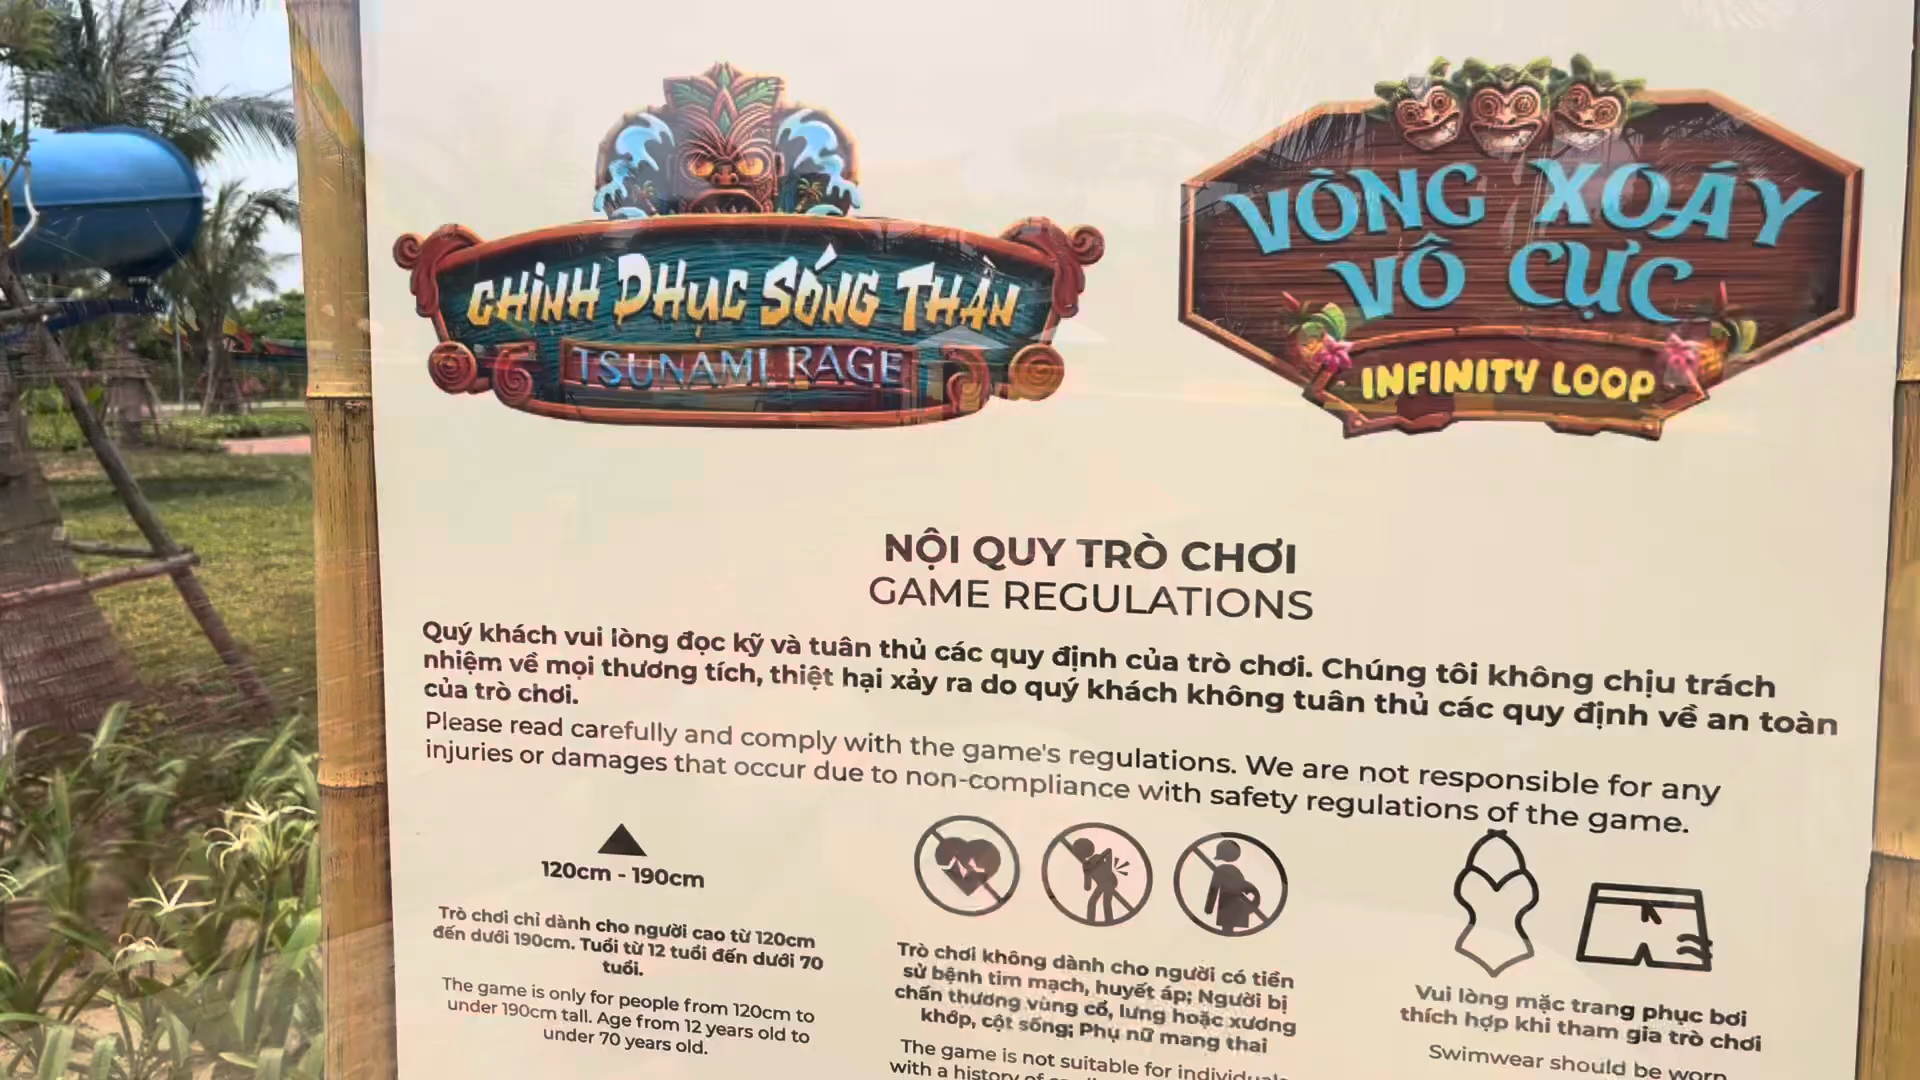 CHINH PHỤC SÓNG THẦN
TSUNAMI RAGE
VÒNG XOÁY
VÔ CỰC
INFINITY LOOP
NỘI QUY TRÒ CHƠI
GAME REGULATIONS
Quý khách vui lòng đọc kỹ và tuân thủ các quy định của trò chơi. Chúng tôi không chịu trách
nhiệm về mọi thương tích, thiệt hại xảy ra do quý khách không tuân thủ các quy định về an toàn
của trò chơi.
Please read carefully and comply with the game's regulations. We are not responsible for any
injuries or damages that occur due to non-compliance with safety regulations of the game.
120cm - 190cm
Trò chơi chỉ dành cho người cao từ 120cm
đến dưới 190cm. Tuổi từ 12 tuổi đến dưới 70
tuổi.
The game is only for people from 120cm to
under 190cm tall. Age from 12 years old to
under 70 years old.
Trò chơi không dành cho người có tiền
sử bệnh tim mạch, huyết áp; Người bị
chấn thương vùng cổ, lưng hoặc xương
khớp, cột sống; Phụ nữ mang thai
The game is not suitable for
with a history of
Vui lòng mặc trang phục bơi
thích hợp khi tham gia trò chơi
Swimwear should be worn